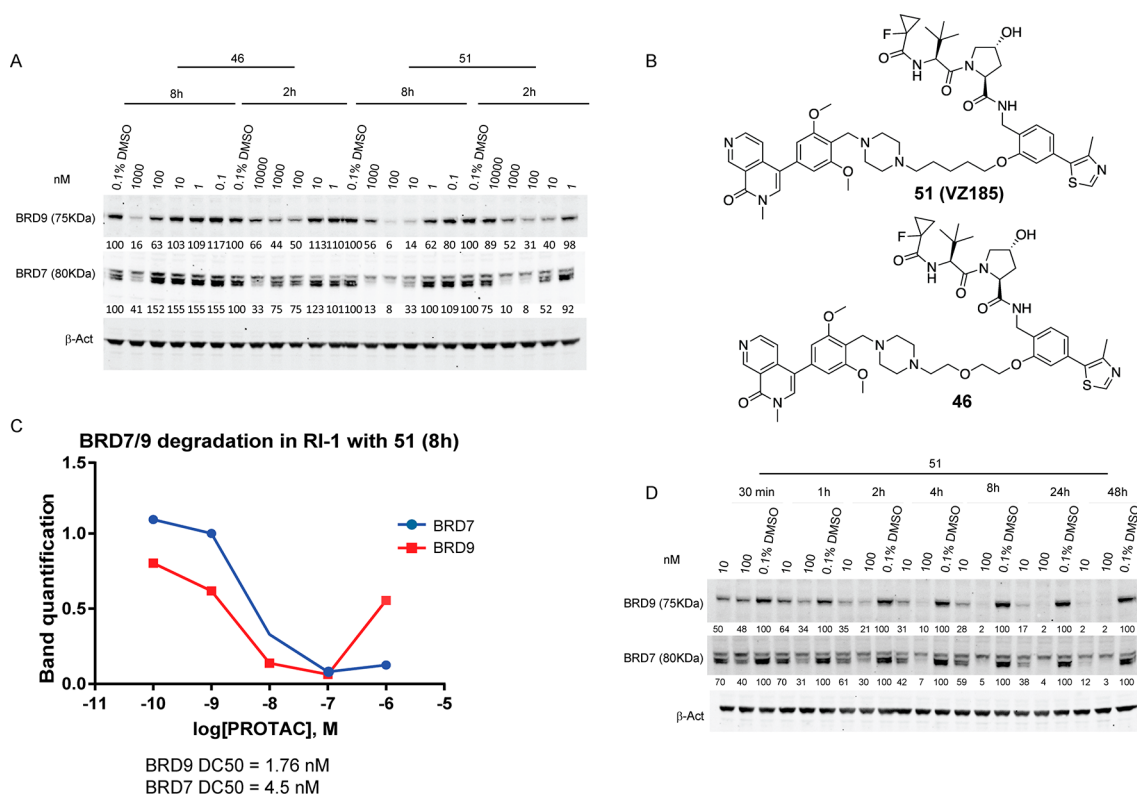 A
46
51
8h
2h
8h
2h
nM
0.1% DMSO
1000
100
10
1
0.1
0.1% DMSO
10000
1000
100
10
1
0.1% DMSO
1000
100
10
1
0.1
0.1% DMSO
10000
1000
100
10
1
BRD9 (75KDa)
100 16 63 103 109 117 100 66 44 50 113 110 100 56 6 14 62 80 100 89 52 31 40 98
BRD7 (80KDa)
100 41 152 155 155 155 100 33 75 75 123 101 100 13 8 33 100 109 100 75 10 8 52 92
β-Act
B
F
O
N
H
O
N
OH
O
NH
O
N
N
O
O
N
N
O
S
N
51 (VZ185)
F
O
N
H
O
N
OH
O
NH
O
N
N
O
O
N
N
O
O
S
N
46
C
BRD7/9 degradation in RI-1 with 51 (8h)
Band quantification
1.5
1.0
0.5
0.0
-11 -10 -9 -8 -7 -6 -5
log[PROTAC], M
BRD7
BRD9
BRD9 DC50 = 1.76 nM
BRD7 DC50 = 4.5 nM
D
51
30 min 1h 2h 4h 8h 24h 48h
nM
10
100
0.1% DMSO
10
100
0.1% DMSO
10
100
0.1% DMSO
10
100
0.1% DMSO
10
100
0.1% DMSO
10
100
0.1% DMSO
10
100
0.1% DMSO
BRD9 (75KDa)
50 48 100 64 34 100 35 21 100 31 10 100 28 2 100 17 2 100 2 2 100
BRD7 (80KDa)
70 40 100 70 31 100 61 30 100 42 7 100 59 5 100 38 4 100 12 3 100
β-Act